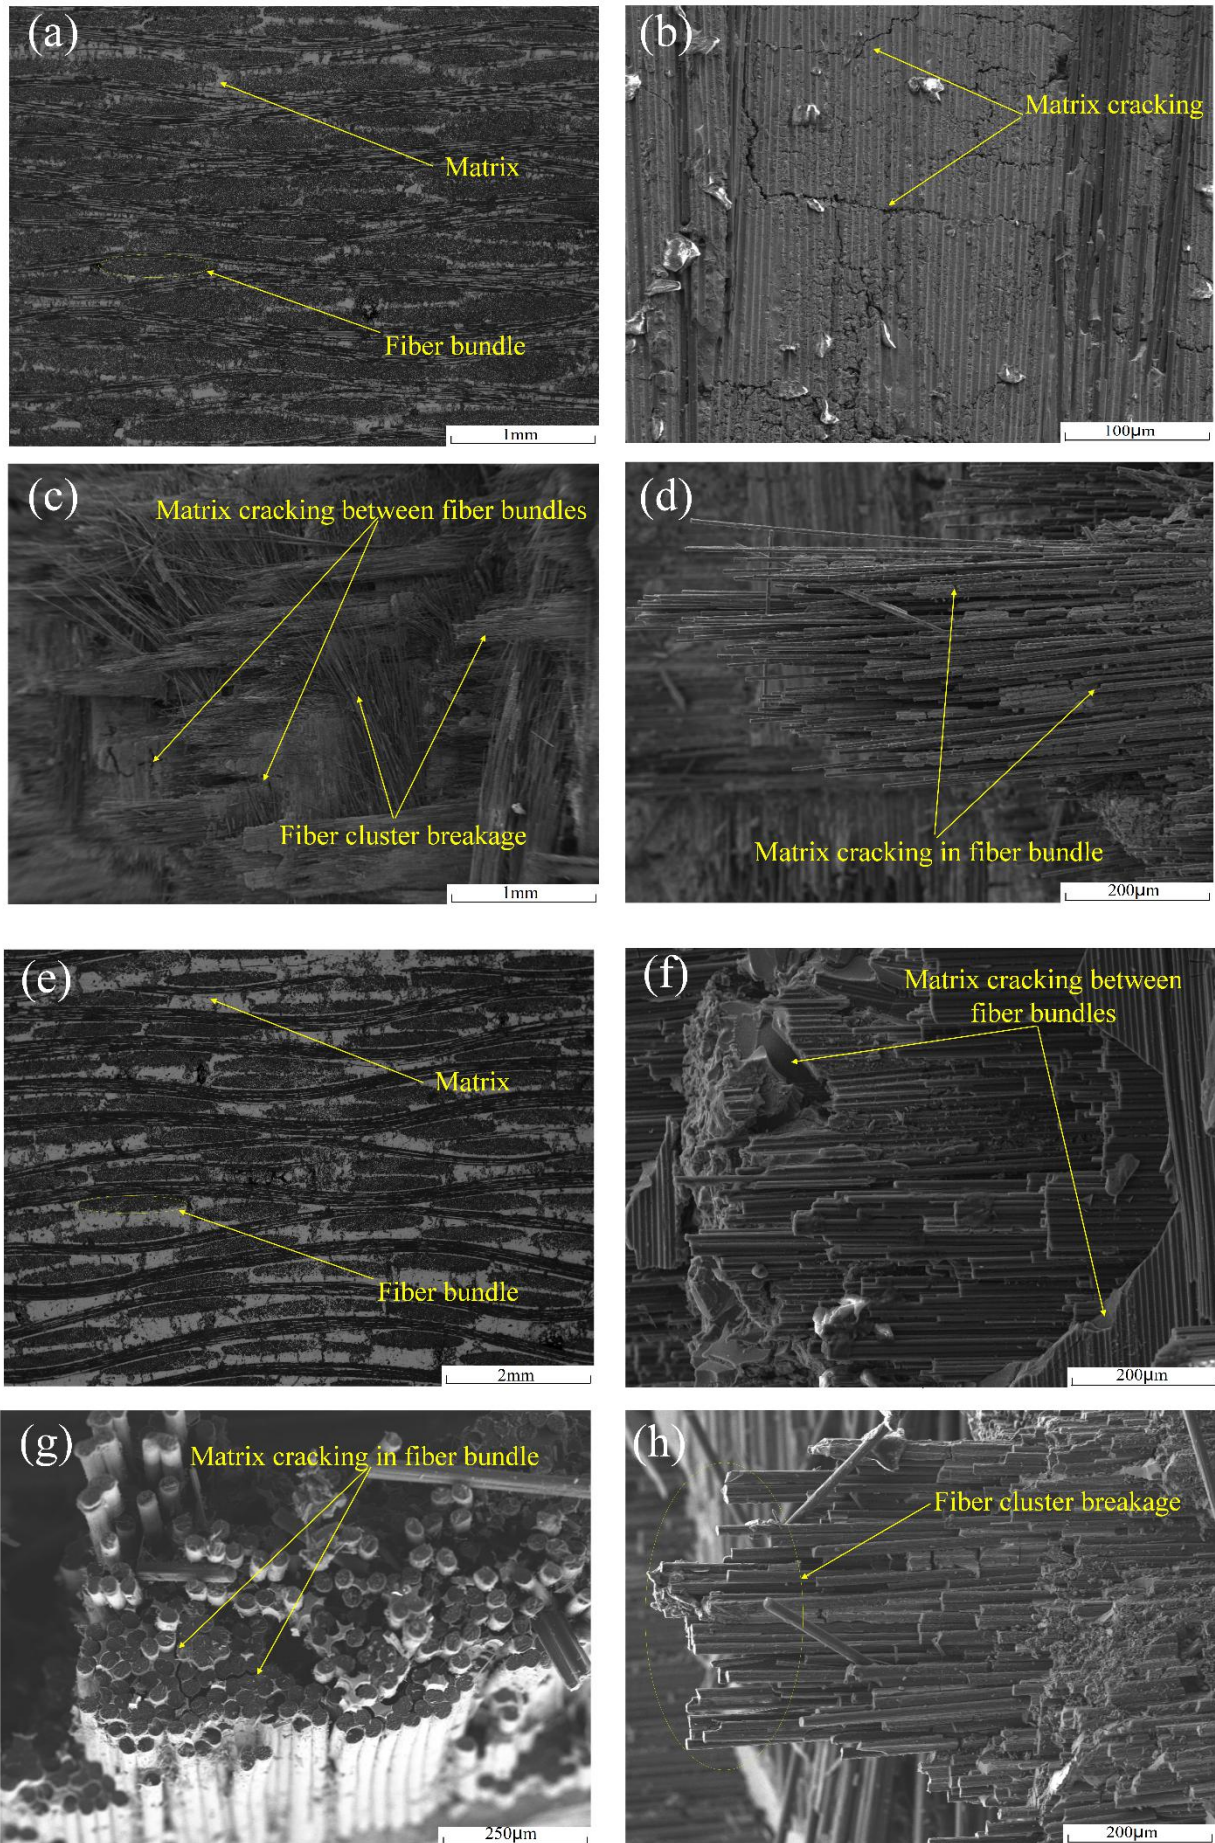 (a)
Matrix
Fiber bundle
1mm
(b)
Matrix cracking
100μm
(c)
Matrix cracking between fiber bundles
Fiber cluster breakage
1mm
(d)
Matrix cracking in fiber bundle
200μm
(e)
Matrix
Fiber bundle
2mm
(f)
Matrix cracking between
fiber bundles
200μm
(g)
Matrix cracking in fiber bundle
250μm
(h)
Fiber cluster breakage
200μm